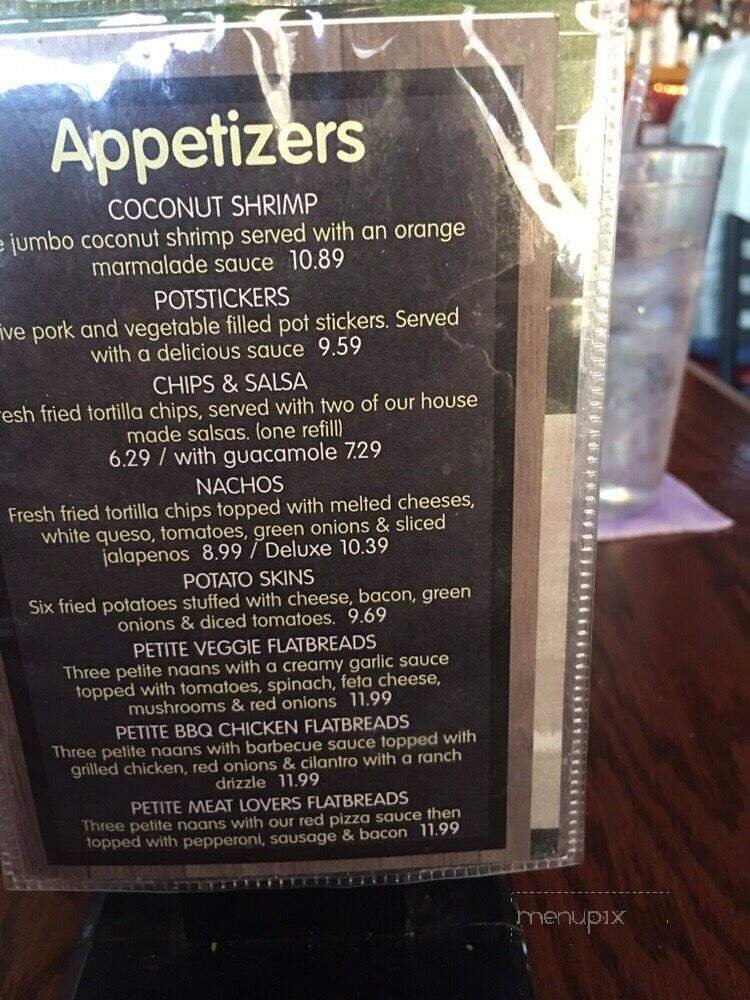 Appetizers
COCONUT SHRIMP
jumbo coconut shrimp served with an orange
marmalade sauce 10.89
POTSTICKERS
ive pork and vegetable filled pot stickers. Served
with a delicious sauce 9.59
CHIPS & SALSA
esh fried tortilla chips, served with two of our house
made salsas. (one refill)
6.29 / with guacamole 7.29
NACHOS
Fresh fried tortilla chips topped with melted cheeses,
white queso, tomatoes, green onions & sliced
jalapenos 8.99 / Deluxe 10.39
POTATO SKINS
Six fried potatoes stuffed with cheese, bacon, green
onions & diced tomatoes. 9.69
PETITE VEGGIE FLATBREADS
Three petite naans with a creamy garlic sauce
topped with tomatoes, spinach, feta cheese,
mushrooms & red onions 11.99
PETITE BBQ CHICKEN FLATBREADS
Three petite naans with barbecue sauce topped with
grilled chicken, red onions & cilantro with a ranch
drizzle 11.99
PETITE MEAT LOVERS FLATBREADS
Three petite naans with our red pizza sauce then
topped with pepperoni, sausage & bacon 11.99
menupix